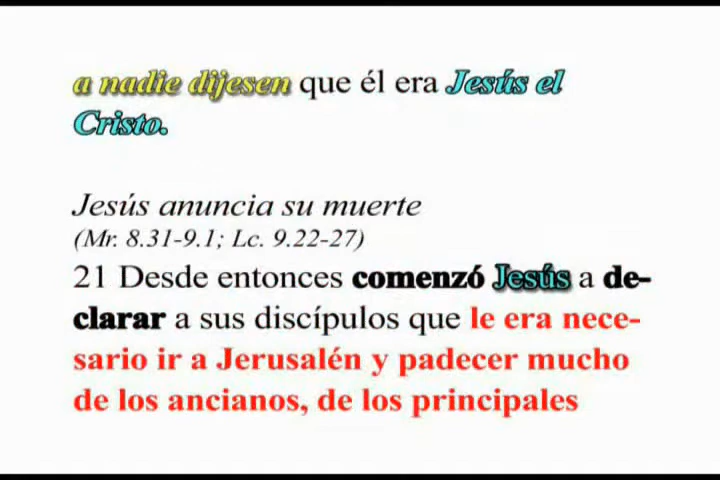 a nadie dijesen que él era Jesús el
Cristo.
Jesús anuncia su muerte
(Mr. 8.31-9.1; Lc. 9.22-27)
21 Desde entonces comenzó Jesús a de-
clarar a sus discípulos que le era nece-
sario ir a Jerusalén y padecer mucho
de los ancianos, de los principales